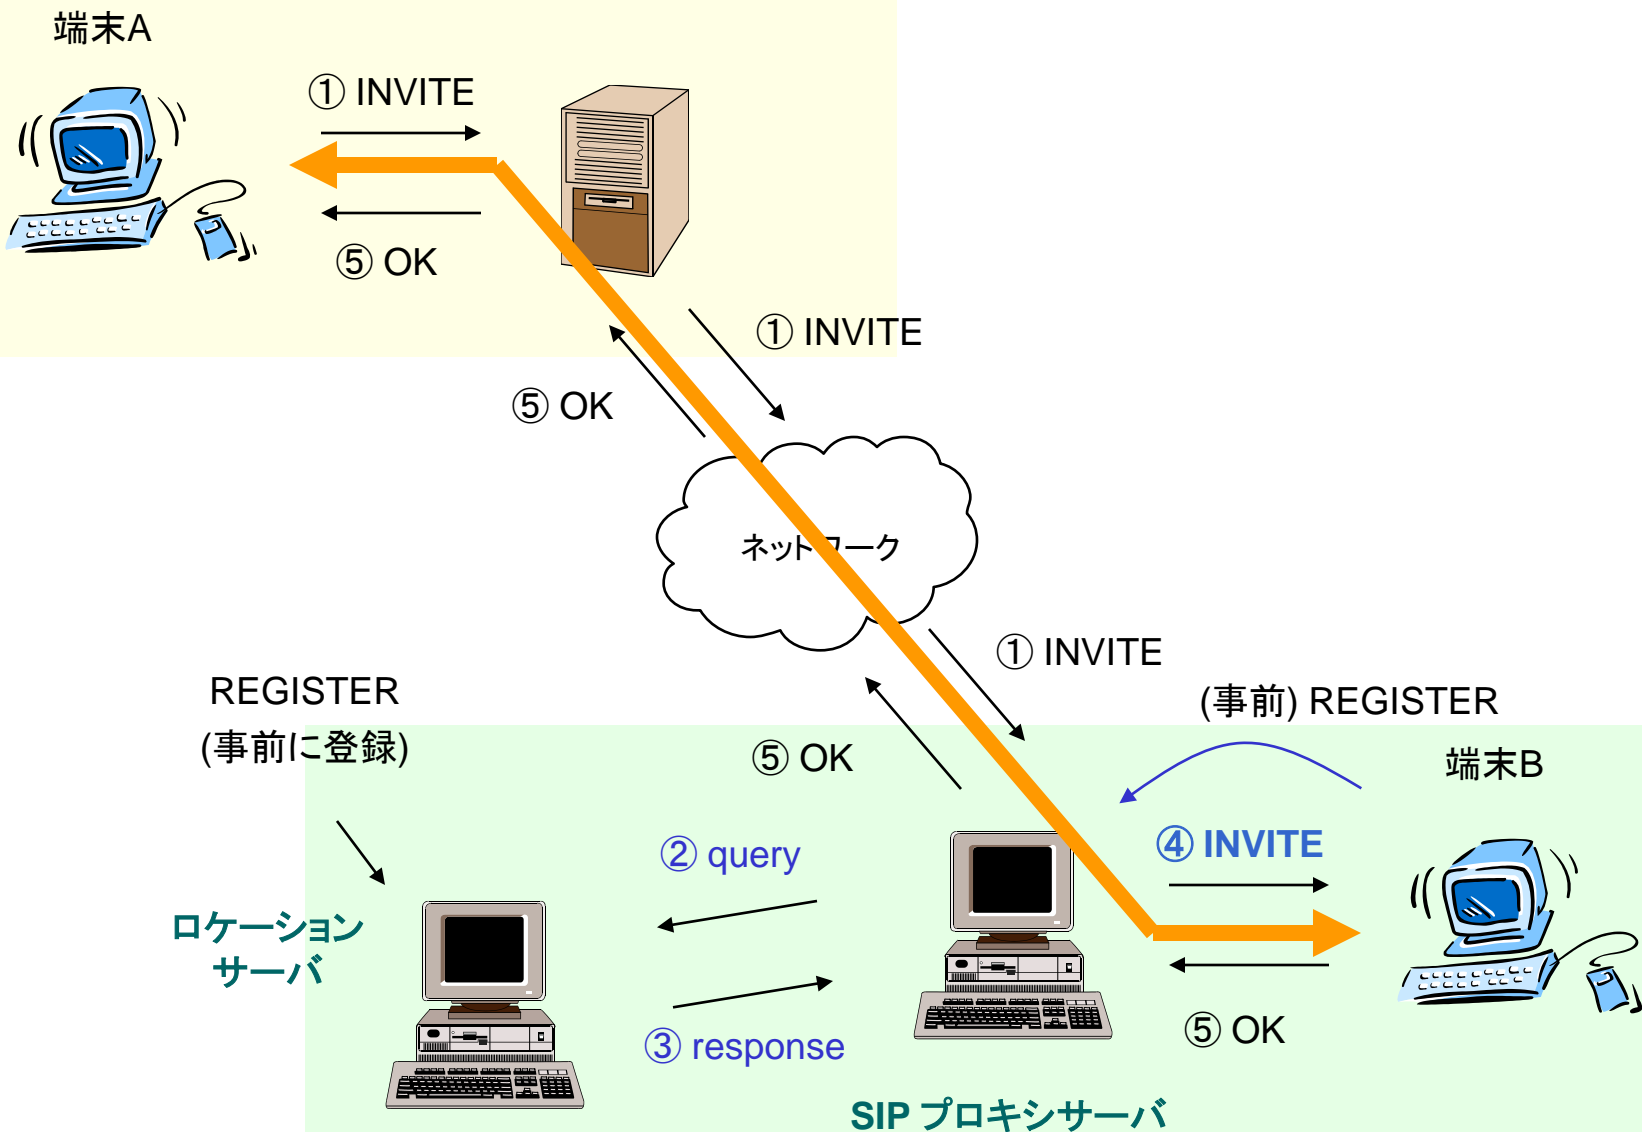 端末A
① INVITE
⑤ OK
① INVITE
⑤ OK
ネットワーク
① INVITE
REGISTER
(事前に登録)
(事前) REGISTER
⑤ OK
端末B
② query
④ INVITE
ロケーション
サーバ
③ response
⑤ OK
SIP プロキシサーバ